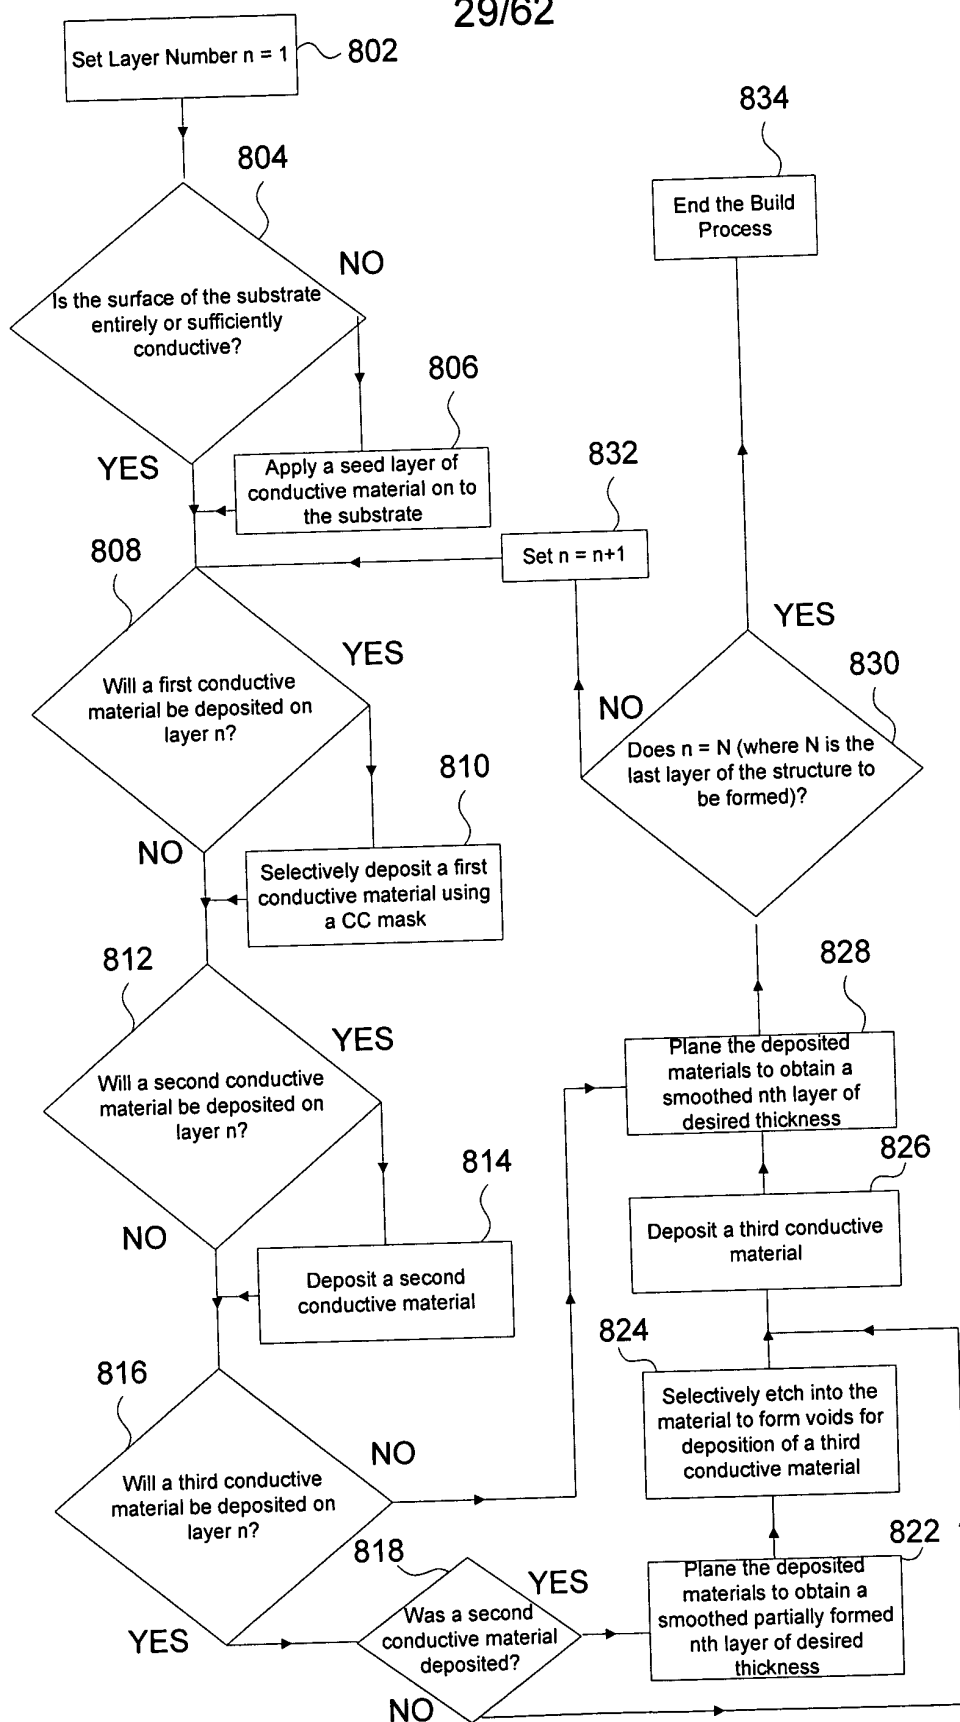 29/62
Set Layer Number n = 1
802
804
NO
Is the surface of the substrate
entirely or sufficiently
conductive?
806
YES
Apply a seed layer of
conductive material on to
the substrate
808
YES
Will a first conductive
material be deposited on
layer n?
810
NO
Selectively deposit a first
conductive material using
a CC mask
812
YES
Will a second conductive
material be deposited on
layer n?
814
NO
Deposit a second
conductive material
816
NO
Will a third conductive
material be deposited on
layer n?
YES
818
YES
Was a second
conductive material
deposited?
NO
822
Plane the deposited
materials to obtain a
smoothed partially formed
nth layer of desired
thickness
824
Selectively etch into the
material to form voids for
deposition of a third
conductive material
826
Deposit a third conductive
material
828
Plane the deposited
materials to obtain a
smoothed nth layer of
desired thickness
830
Does n = N (where N is the
last layer of the structure to
be formed)?
NO
YES
832
Set n = n+1
834
End the Build
Process